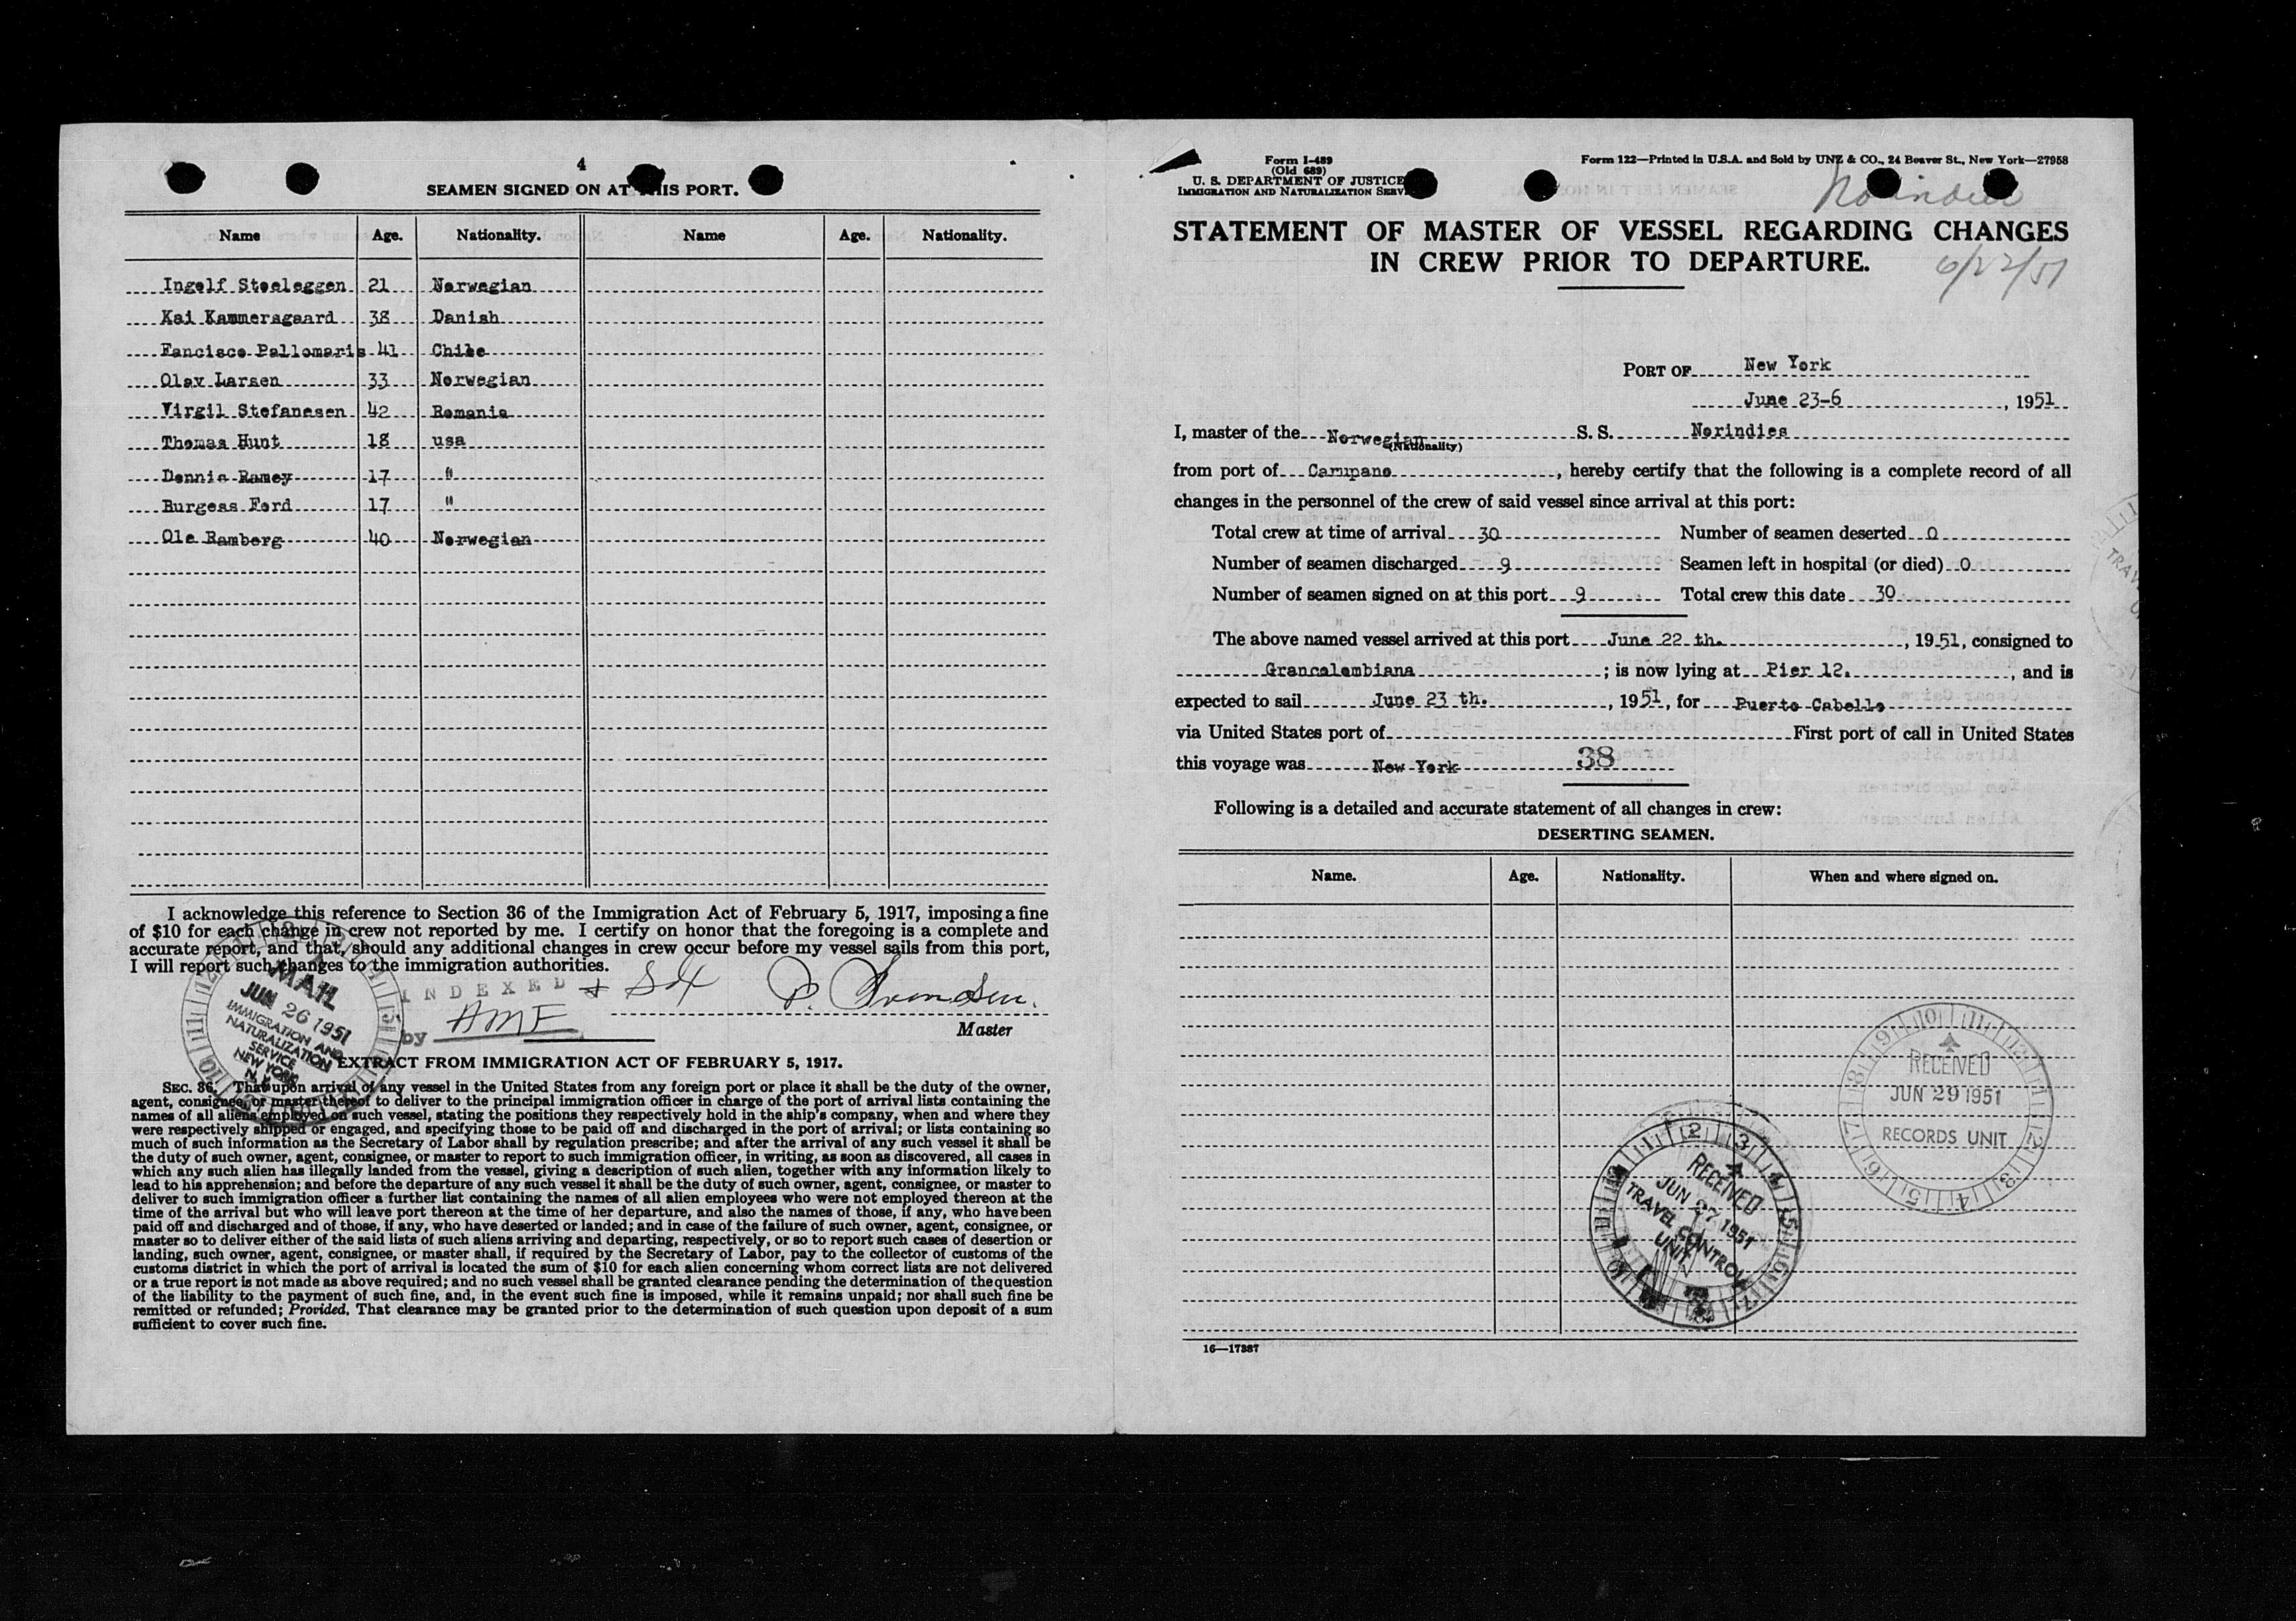 4
SEAMEN SIGNED ON AT THIS PORT.
Name Age. Nationality. Name Age. Nationality.
Ingolf Steeleggen 21 Norwegian
Kai Kammersgaard 38 Danish
Fancisco Pallomaris 41 Chile
Olav Larsen 33 Norwegian
Virgil Stefanesen 42 Romania
Thomas Hunt 18 usa
Dennis Ramey 17 "
Burgess Ford 17 "
Ole Ramberg 40 Norwegian
I acknowledge this reference to Section 36 of the Immigration Act of February 5, 1917, imposing a fine
of $10 for each change in crew not reported by me. I certify on honor that the foregoing is a complete and
accurate report, and that, should any additional changes in crew occur before my vessel sails from this port,
I will report such changes to the immigration authorities.
INDEXED
by AMF
Master
MAIL
JUN 26 1951
IMMIGRATION AND
NATURALIZATION
SERVICE
NEW YORK
N.Y.
EXTRACT FROM IMMIGRATION ACT OF FEBRUARY 5, 1917.
SEC. 36. That upon arrival of any vessel in the United States from any foreign port or place it shall be the duty of the owner,
agent, consignee, or master thereof to deliver to the principal immigration officer in charge of the port of arrival lists containing the
names of all aliens employed on such vessel, stating the positions they respectively hold in the ship's company, when and where they
were respectively shipped or engaged, and specifying those to be paid off and discharged in the port of arrival; or lists containing so
much of such information as the Secretary of Labor shall by regulation prescribe; and after the arrival of any such vessel it shall be
the duty of such owner, agent, consignee, or master to report to such immigration officer, in writing, as soon as discovered, all cases in
which any such alien has illegally landed from the vessel, giving a description of such alien, together with any information likely to
lead to his apprehension; and before the departure of any such vessel it shall be the duty of such owner, agent, consignee, or master to
deliver to such immigration officer a further list containing the names of all alien employees who were not employed thereon at the
time of the arrival but who will leave port thereon at the time of her departure, and also the names of those, if any, who have been
paid off and discharged and of those, if any, who have deserted or landed; and in case of the failure of such owner, agent, consignee, or
master so to deliver either of the said lists of such aliens arriving and departing, respectively, or so to report such cases of desertion or
landing, such owner, agent, consignee, or master shall, if required by the Secretary of Labor, pay to the collector of customs of the
customs district in which the port of arrival is located the sum of $10 for each alien concerning whom correct lists are not delivered
or a true report is not made as above required; and no such vessel shall be granted clearance pending the determination of the question
of the liability to the payment of such fine, and, in the event such fine is imposed, while it remains unpaid; nor shall such fine be
remitted or refunded; Provided, That clearance may be granted prior to the determination of such question upon deposit of a sum
sufficient to cover such fine.
Form I-489
(Old 689)
U. S. DEPARTMENT OF JUSTICE
IMMIGRATION AND NATURALIZATION SERV
Form 122—Printed in U.S.A. and Sold by UNZ & CO., 24 Beaver St., New York—27958
Norindies
STATEMENT OF MASTER OF VESSEL REGARDING CHANGES
IN CREW PRIOR TO DEPARTURE.
6/22/51
PORT OF New York
June 23-6, 1951
I, master of the Norwegian S. S. Norindies
(Nationality)
from port of Carupano, hereby certify that the following is a complete record of all
changes in the personnel of the crew of said vessel since arrival at this port:
Total crew at time of arrival 30 Number of seamen deserted 0
Number of seamen discharged 9 Seamen left in hospital (or died) 0
Number of seamen signed on at this port 9 Total crew this date 30
The above named vessel arrived at this port June 22 th., 1951, consigned to
Grancolombiana; is now lying at Pier 12., and is
expected to sail June 23 th., 1951, for Puerto Cabello
via United States port of First port of call in United States
this voyage was New York 38
Following is a detailed and accurate statement of all changes in crew:
DESERTING SEAMEN.
Name. Age. Nationality. When and where signed on.
RECEIVED
JUN 29 1951
RECORDS UNIT
RECEIVED
JUN 27 1951
TRAVEL CONTROL
UNIT
16—17387